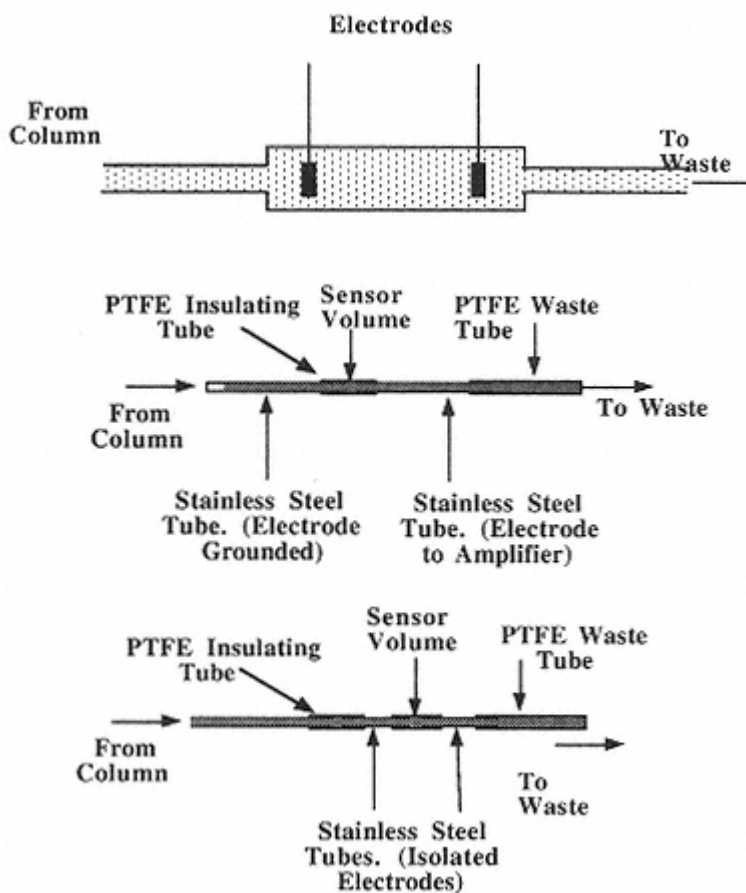 Electrodes
From
Column
To
Waste
PTFE Insulating
Tube
Sensor
Volume
PTFE Waste
Tube
From
Column
To Waste
Stainless Steel
Tube. (Electrode
Grounded)
Stainless Steel
Tube. (Electrode
to Amplifier)
PTFE Insulating
Tube
Sensor
Volume
PTFE Waste
Tube
From
Column
To
Waste
Stainless Steel
Tubes. (Isolated
Electrodes)